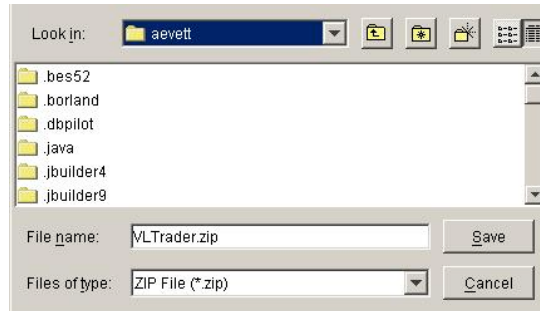 Look in: aevett
.bes52
.borland
.dbpilot
.java
.jbuilder4
.jbuilder9
File name: VLTrader.zip Save
Files of type: ZIP File (*.zip) Cancel